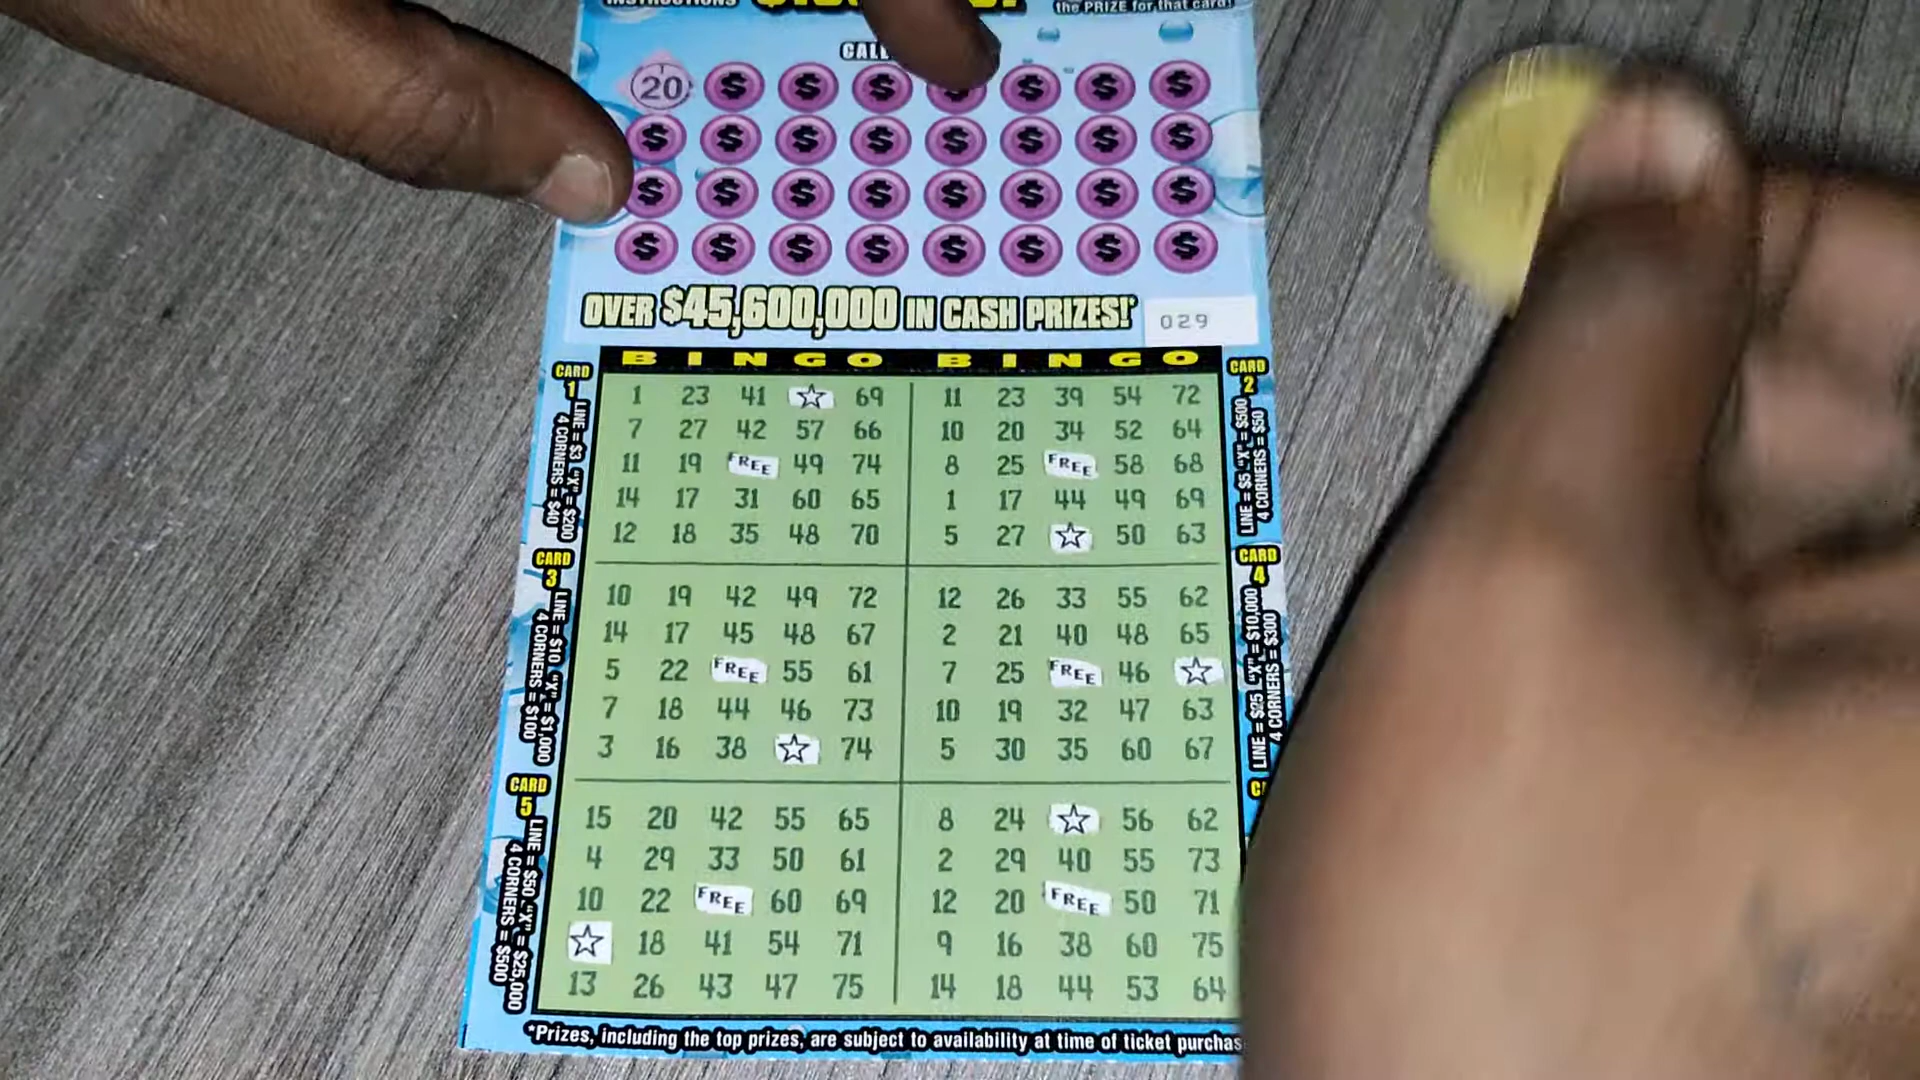 INSTRUCTIONS
the PRIZE for that card!
20
OVER $45,600,000 IN CASH PRIZES!*
029
B I N G O B I N G O
CARD 1
LINE = $3 "X" = $200
4 CORNERS = $40
1 23 41 69
7 27 42 57 66
11 19 FREE 49 74
14 17 31 60 65
12 18 35 48 70
CARD 2
LINE = $5 "X" = $500
4 CORNERS = $50
11 23 39 54 72
10 20 34 52 64
8 25 FREE 58 68
1 17 44 49 69
5 27 50 63
CARD 3
LINE = $10 "X" = $1,000
4 CORNERS = $100
10 19 42 49 72
14 17 45 48 67
5 22 FREE 55 61
7 18 44 46 73
3 16 38 74
CARD 4
LINE = $25 "X" = $10,000
4 CORNERS = $300
12 26 33 55 62
2 21 40 48 65
7 25 FREE 46
10 19 32 47 63
5 30 35 60 67
CARD 5
LINE = $50 "X" = $25,000
4 CORNERS = $500
15 20 42 55 65
4 29 33 50 61
10 22 FREE 60 69
18 41 54 71
13 26 43 47 75
8 24 56 62
2 29 40 55 73
12 20 FREE 50 71
9 16 38 60 75
14 18 44 53 64
*Prizes, including the top prizes, are subject to availability at time of ticket